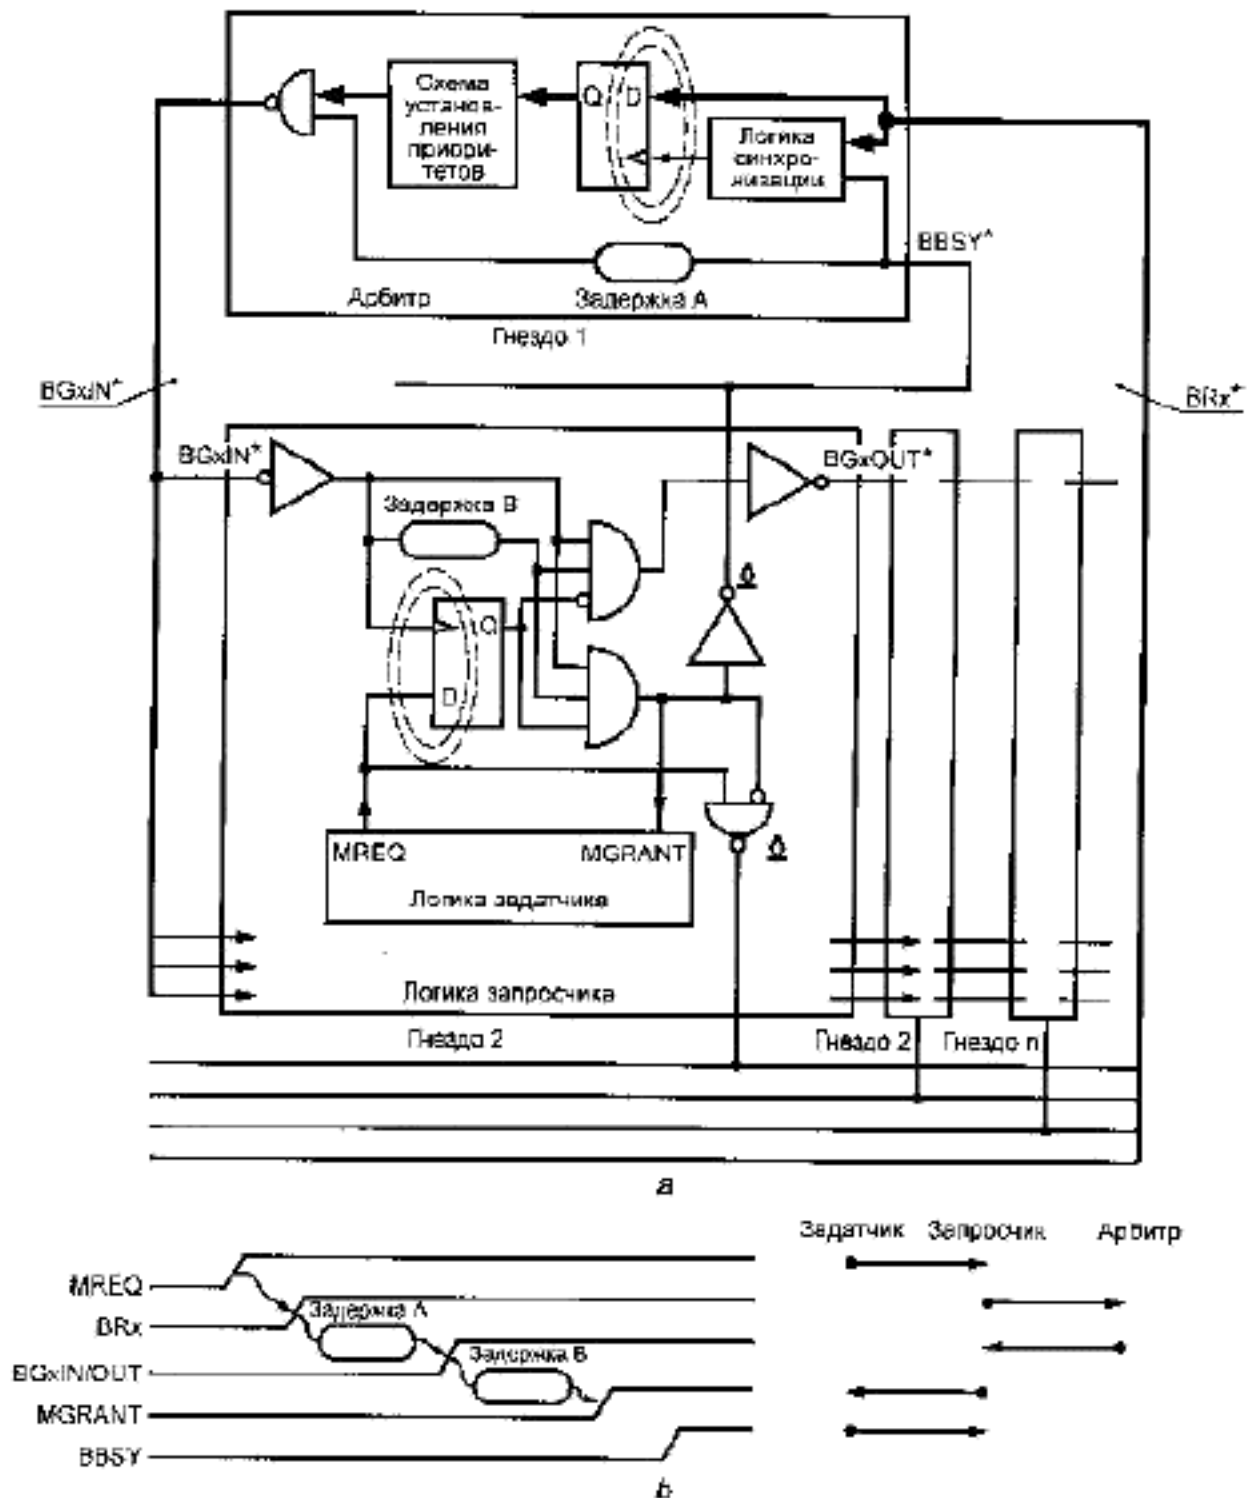 Схема
установ-
ления
приори-
тетов
Q D
Логика
синхро-
низации
BBSY*
Арбитр
Задержка A
Гнездо 1
BGxIN*
BRx*
BGxIN*
BGxOUT*
Задержка B
Q
D
MREQ
MGRANT
Логика задатчика
Логика запросчика
Гнездо 2
Гнездо 2
Гнездо n
a
Задатчик Запросчик Арбитр
MREQ
Задержка A
BRx
Задержка B
BGxIN/OUT
MGRANT
BBSY
b